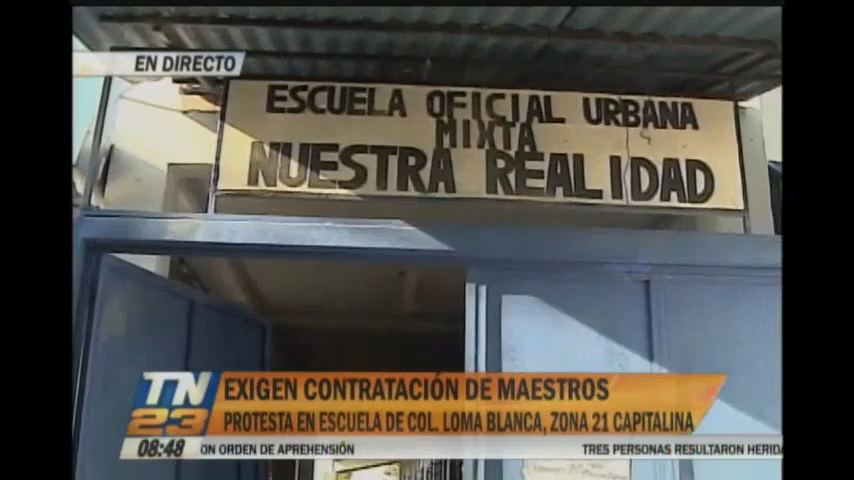 EN DIRECTO
ESCUELA OFICIAL URBANA
MIXTA
NUESTRA REALIDAD
TN
23
EXIGEN CONTRATACIÓN DE MAESTROS
PROTESTA EN ESCUELA DE COL. LOMA BLANCA, ZONA 21 CAPITALINA
08:48
ON ORDEN DE APREHENSIÓN
TRES PERSONAS RESULTARON HERIDA